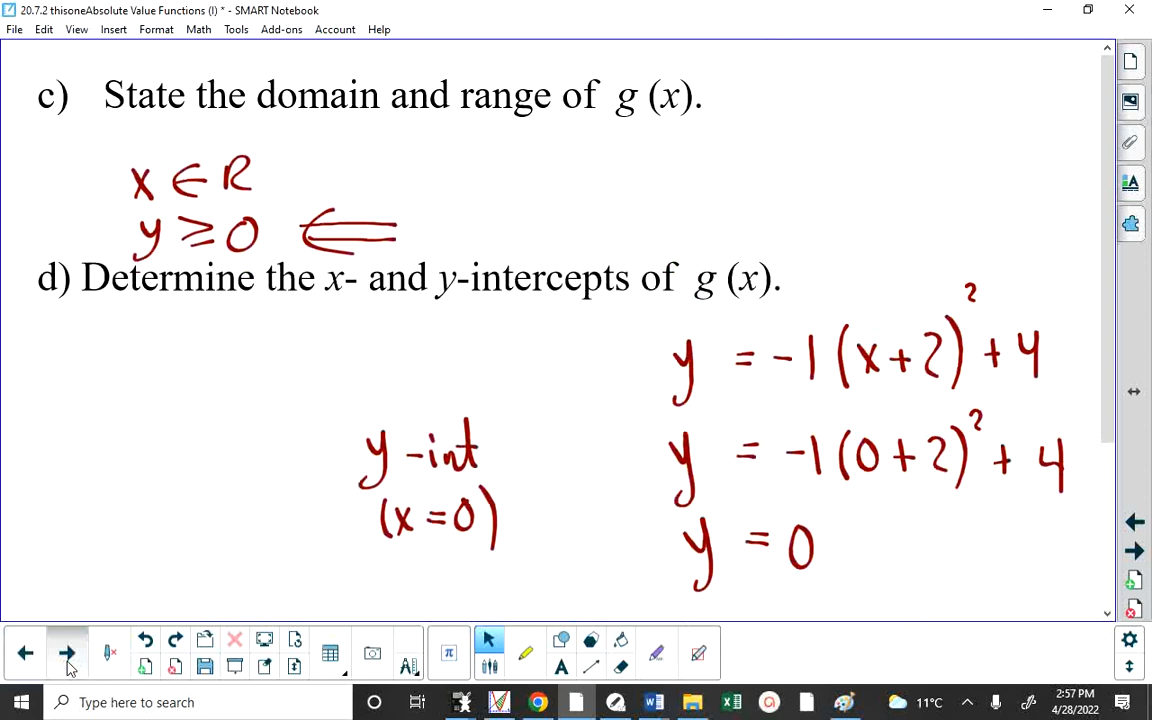 20.7.2 thisoneAbsolute Value Functions (I) * - SMART Notebook
File Edit View Insert Format Math Tools Add-ons Account Help
c) State the domain and range of g (x).
x ∈ R
y ≥ 0 ⇐
d) Determine the x- and y-intercepts of g (x).
y = -1(x+2)² + 4
y-int
(x = 0)
y = -1(0+2)² + 4
y = 0
Type here to search
11°C
2:57 PM
4/28/2022